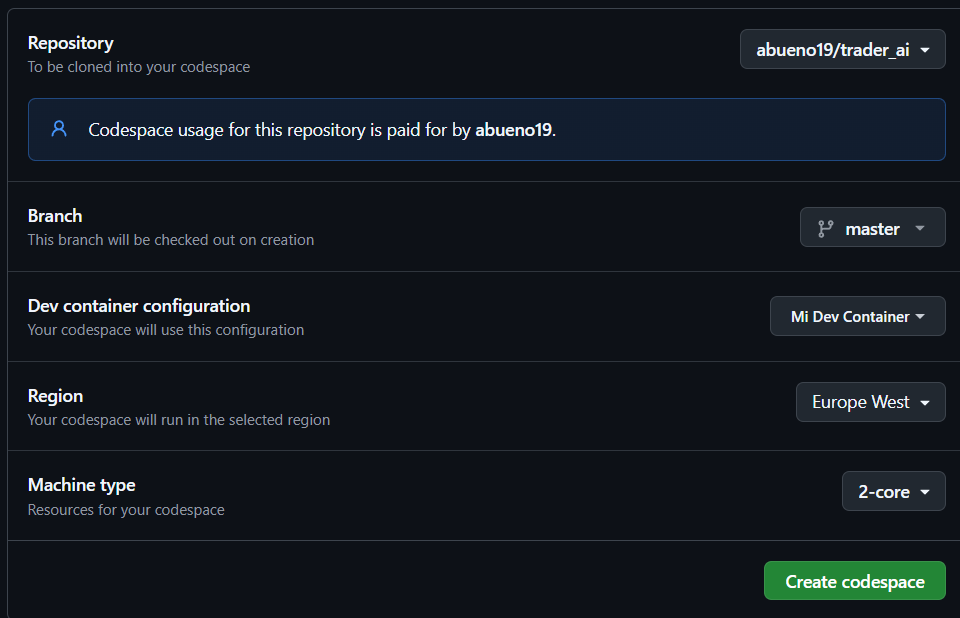 Repository
To be cloned into your codespace
abueno19/trader_ai
Codespace usage for this repository is paid for by abueno19.
Branch
This branch will be checked out on creation
master
Dev container configuration
Your codespace will use this configuration
Mi Dev Container
Region
Your codespace will run in the selected region
Europe West
Machine type
Resources for your codespace
2-core
Create codespace